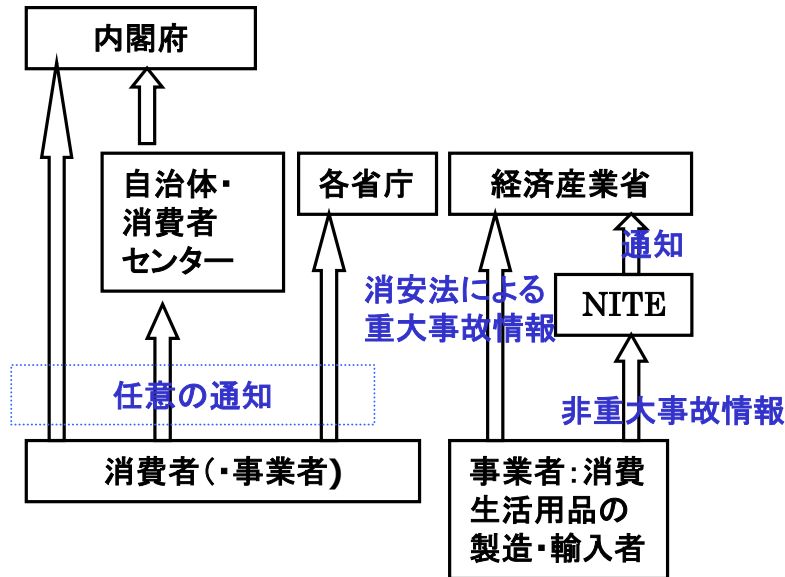 内閣府
自治体・
消費者
センター
各省庁
経済産業省
通知
消安法による
重大事故情報
NITE
任意の通知
非重大事故情報
消費者(・事業者)
事業者：消費
生活用品の
製造・輸入者